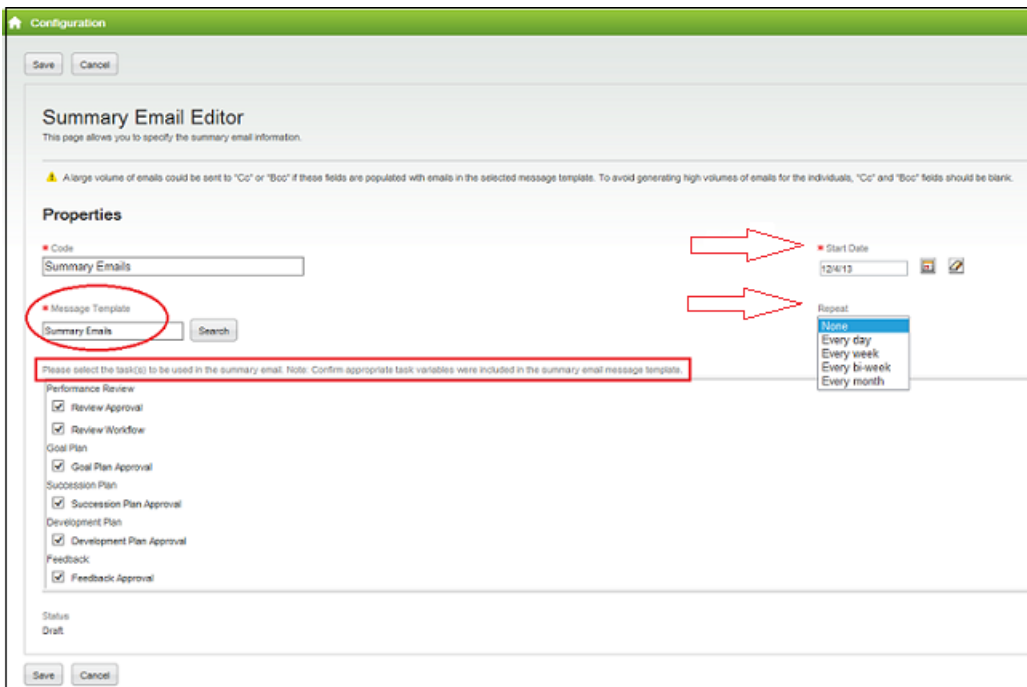 Configuration
Save Cancel
Summary Email Editor
This page allows you to specify the summary email information.
A large volume of emails could be sent to "Cc" or "Bcc" if these fields are populated with emails in the selected message template. To avoid generating high volumes of emails for the individuals, "Cc" and "Bcc" fields should be blank.
Properties
* Code
Summary Emails
* Start Date
12/4/13
* Message Template
Summary Emails Search
Repeat
None
Every day
Every week
Every bi-week
Every month
Please select the task(s) to be used in the summary email. Note: Confirm appropriate task variables were included in the summary email message template.
Performance Review
Review Approval
Review Workflow
Goal Plan
Goal Plan Approval
Succession Plan
Succession Plan Approval
Development Plan
Development Plan Approval
Feedback
Feedback Approval
Status
Draft
Save Cancel